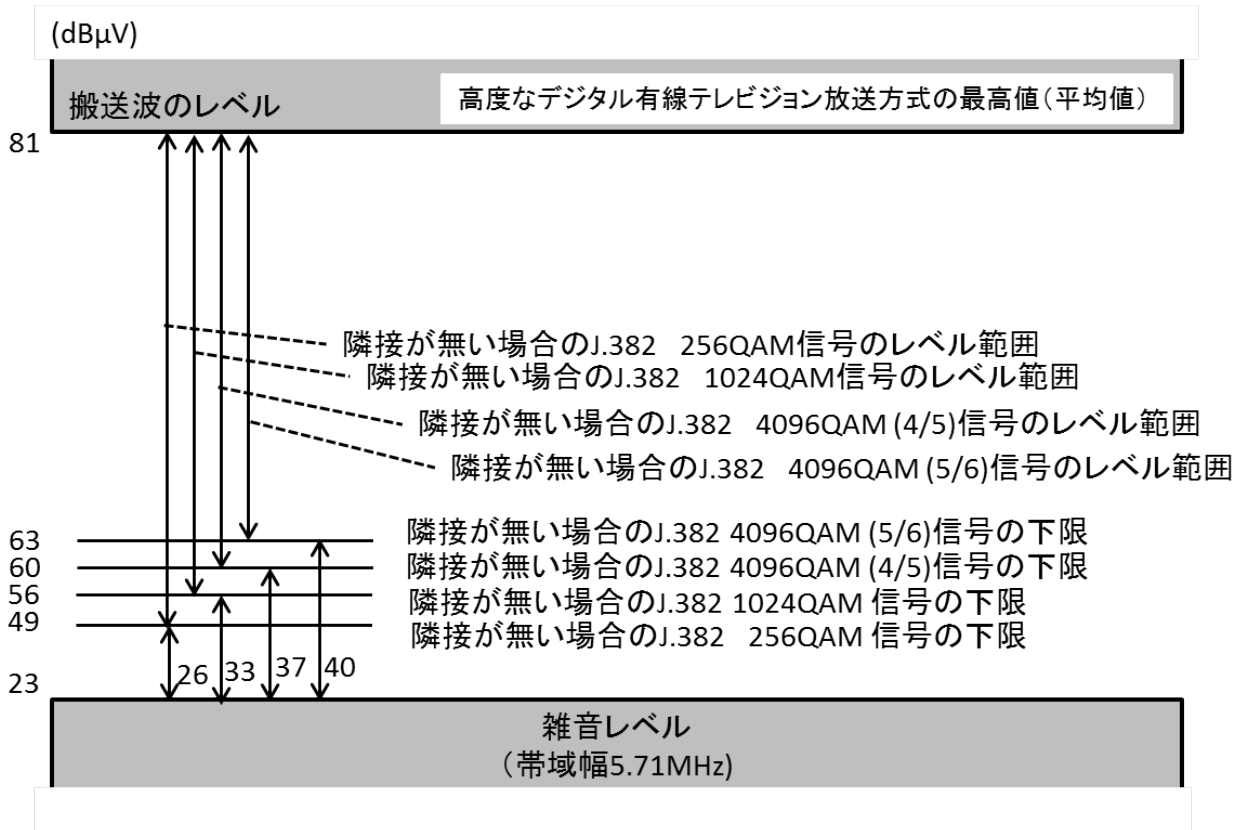 (dBμV)
搬送波のレベル
高度なデジタル有線テレビジョン放送方式の最高値(平均値)
81
隣接が無い場合のJ.382 256QAM信号のレベル範囲
隣接が無い場合のJ.382 1024QAM信号のレベル範囲
隣接が無い場合のJ.382 4096QAM (4/5)信号のレベル範囲
隣接が無い場合のJ.382 4096QAM (5/6)信号のレベル範囲
63
隣接が無い場合のJ.382 4096QAM (5/6)信号の下限
60
隣接が無い場合のJ.382 4096QAM (4/5)信号の下限
56
隣接が無い場合のJ.382 1024QAM 信号の下限
49
隣接が無い場合のJ.382 256QAM 信号の下限
26 33 37 40
23
雑音レベル
(帯域幅5.71MHz)